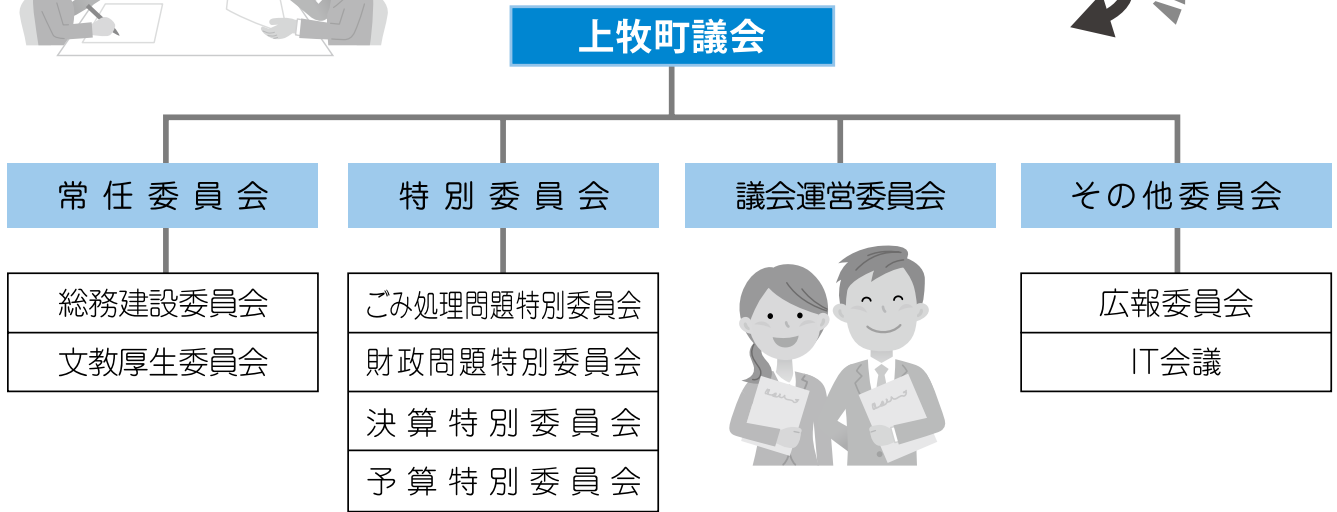 上牧町議会
常任委員会
総務建設委員会
文教厚生委員会
特別委員会
ごみ処理問題特別委員会
財政問題特別委員会
決算特別委員会
予算特別委員会
議会運営委員会
その他委員会
広報委員会
IT会議